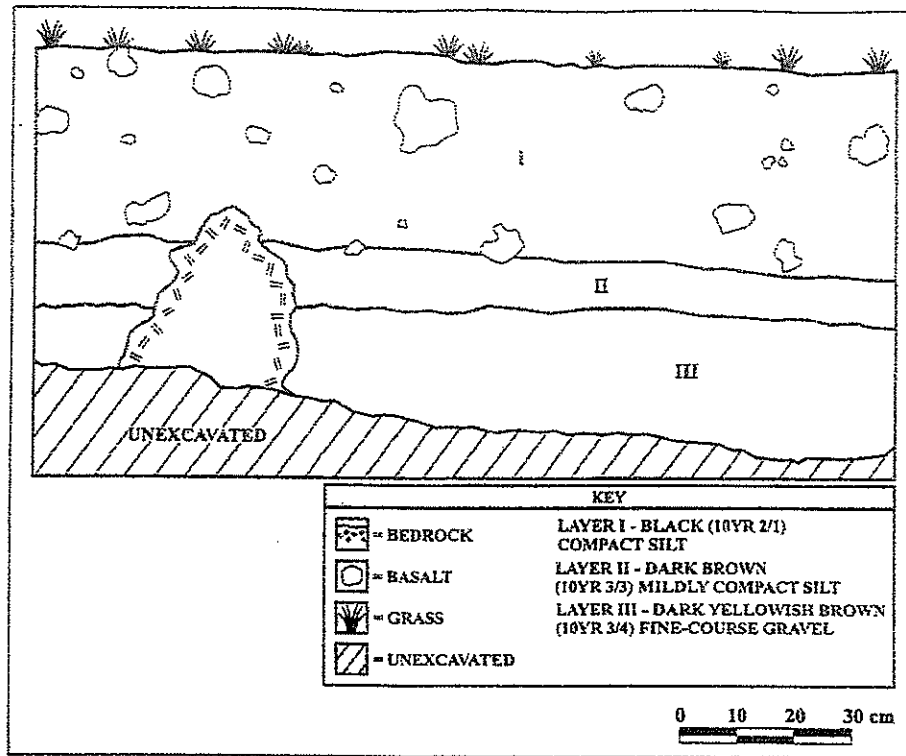 I
II
III
UNEXCAVATED
KEY
= BEDROCK
= BASALT
= GRASS
= UNEXCAVATED
LAYER I - BLACK (10YR 2/1)
COMPACT SILT
LAYER II - DARK BROWN
(10YR 3/3) MILDLY COMPACT SILT
LAYER III - DARK YELLOWISH BROWN
(10YR 3/4) FINE-COURSE GRAVEL
0 10 20 30 cm